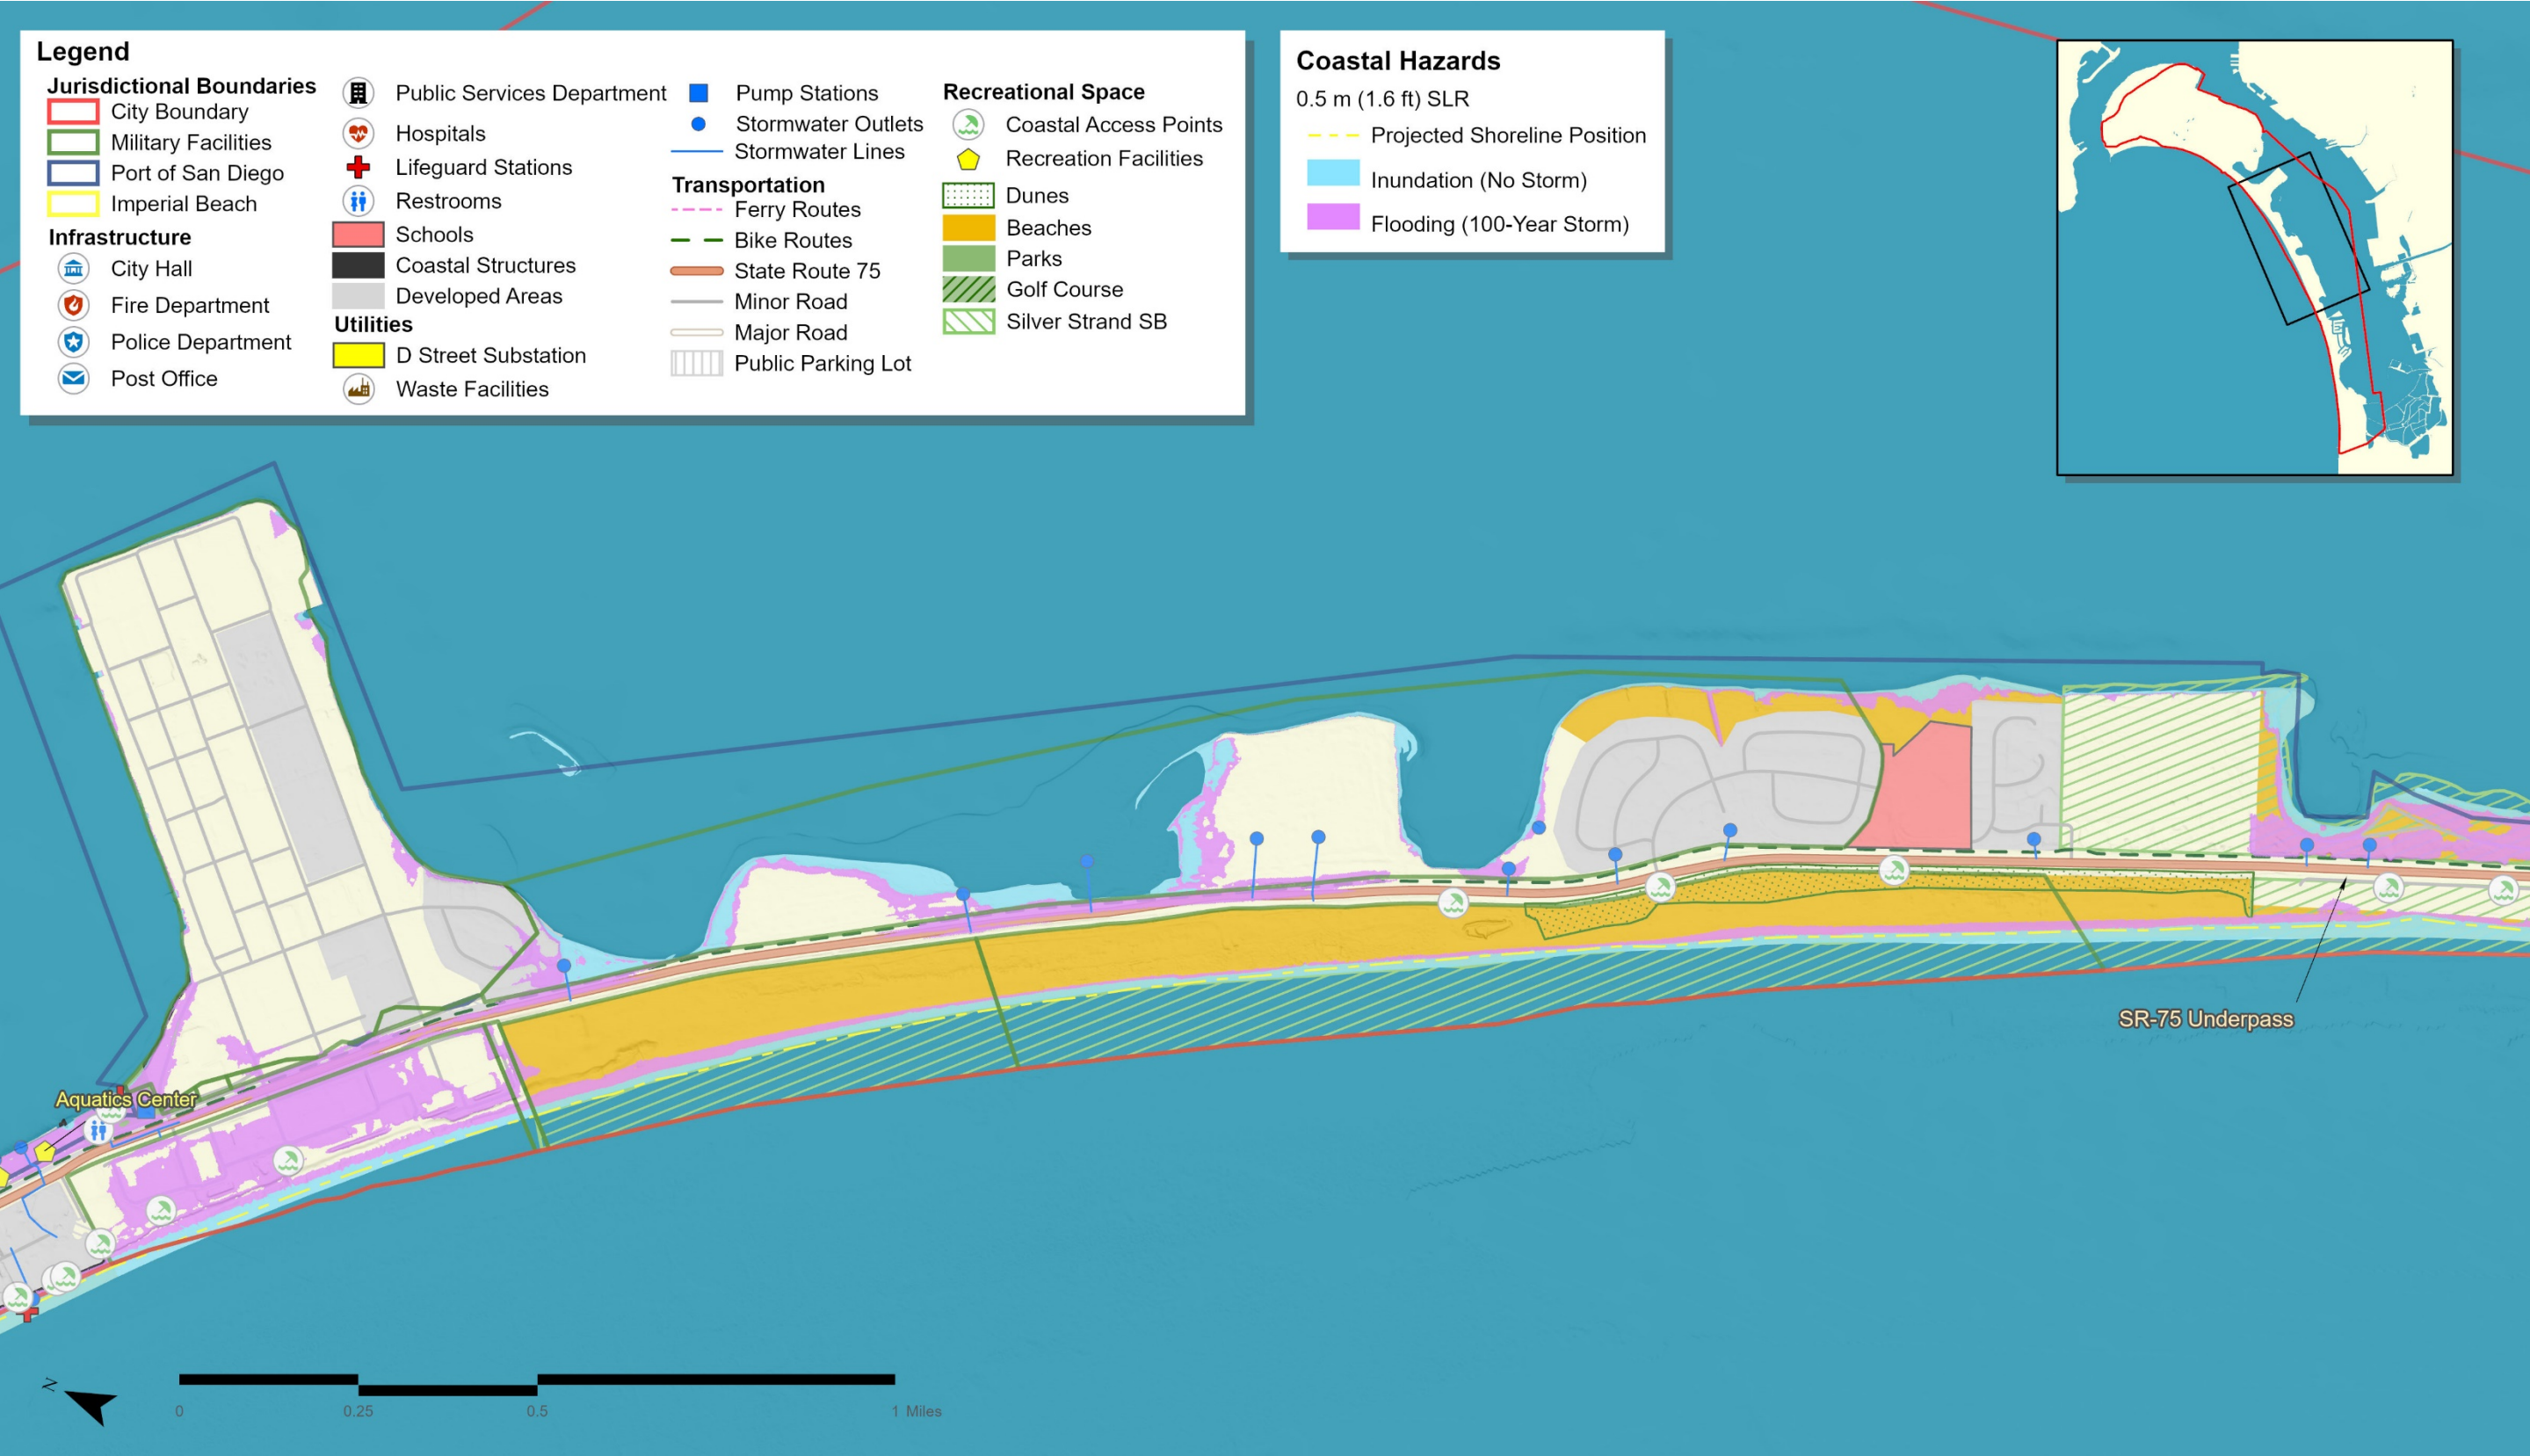 Legend
Jurisdictional Boundaries
City Boundary
Military Facilities
Port of San Diego
Imperial Beach
Infrastructure
City Hall
Fire Department
Police Department
Post Office
Public Services Department
Hospitals
Lifeguard Stations
Restrooms
Schools
Coastal Structures
Developed Areas
Utilities
D Street Substation
Waste Facilities
Pump Stations
Stormwater Outlets
Stormwater Lines
Transportation
Ferry Routes
Bike Routes
State Route 75
Minor Road
Major Road
Public Parking Lot
Recreational Space
Coastal Access Points
Recreation Facilities
Dunes
Beaches
Parks
Golf Course
Silver Strand SB
Coastal Hazards
0.5 m (1.6 ft) SLR
Projected Shoreline Position
Inundation (No Storm)
Flooding (100-Year Storm)
SR-75 Underpass
Aquatics Center
N
0 0.25 0.5 1 Miles